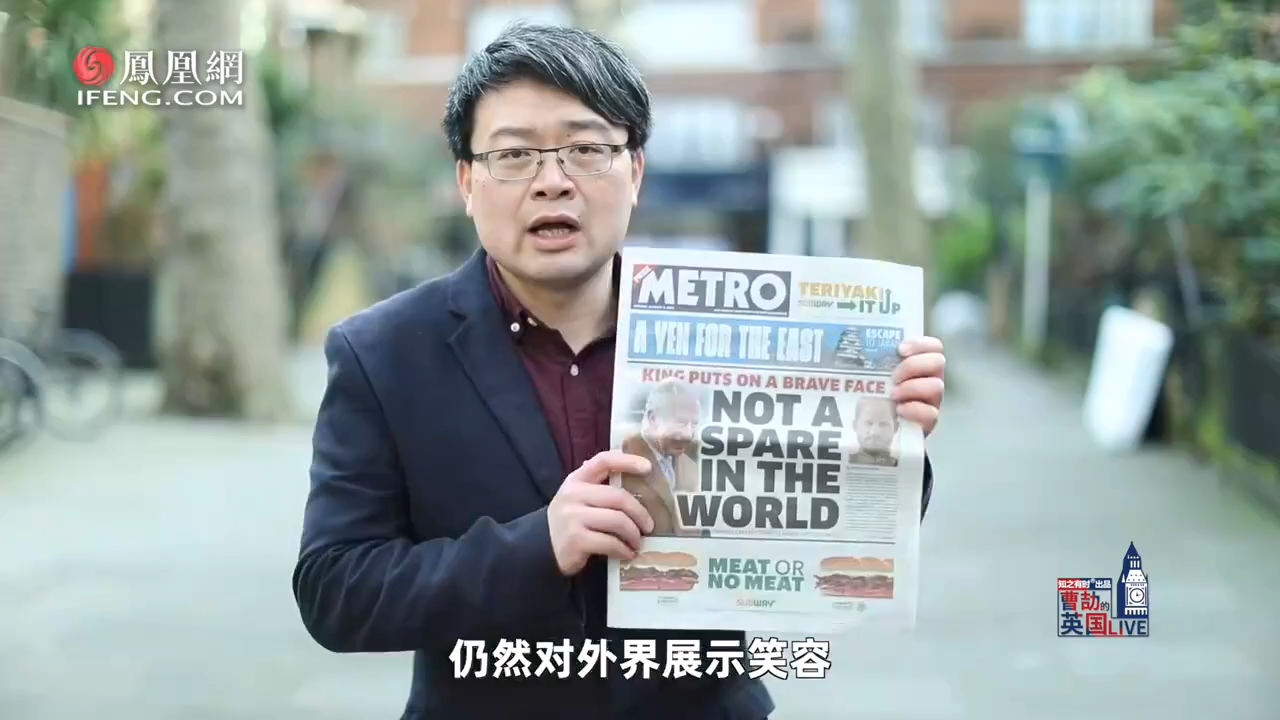 鳳凰網
IFENG.COM
METRO
TERIYAKI
SUBWAY
IT UP
A YEN FOR THE EAST
ESCAPE
TO JAPAN
KING PUTS ON A BRAVE FACE
NOT A
SPARE
IN THE
WORLD
MEAT OR
NO MEAT
SUBWAY
知之有时 出品
曹劼的
英国LIVE
仍然对外界展示笑容